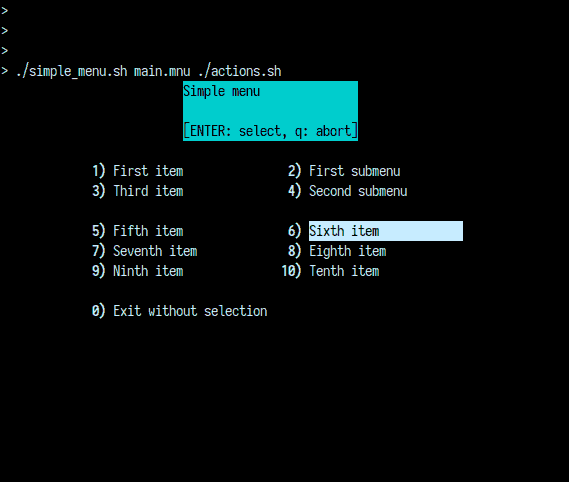 >
>
>
> ./simple_menu.sh main.mnu ./actions.sh
Simple menu
[ENTER: select, q: abort]
1) First item 2) First submenu
3) Third item 4) Second submenu
5) Fifth item 6) Sixth item
7) Seventh item 8) Eighth item
9) Ninth item 10) Tenth item
0) Exit without selection